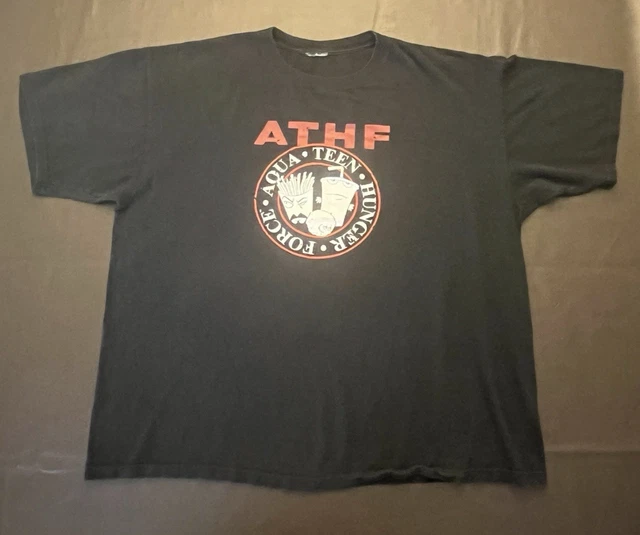 ATHF
AQUA • TEEN • HUNGER • FORCE •